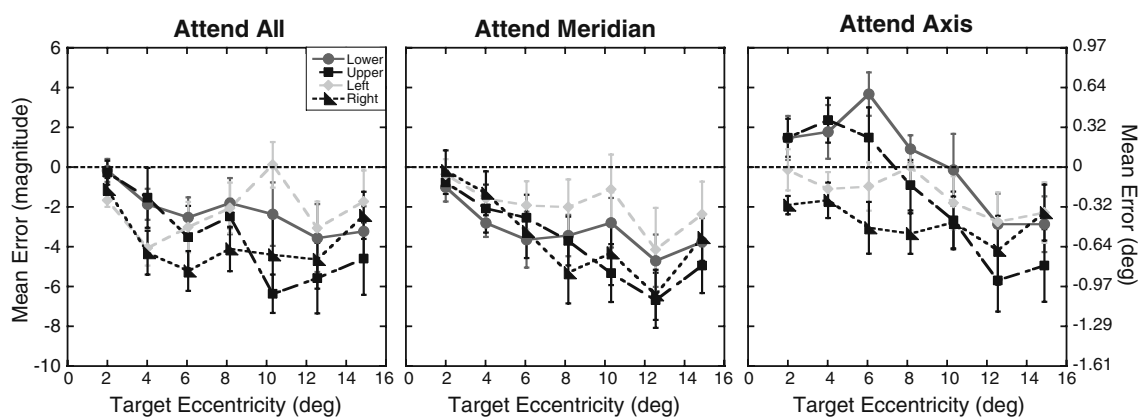 Attend All
Attend Meridian
Attend Axis
Mean Error (magnitude)
6
4
2
0
-2
-4
-6
-8
-10
Lower
Upper
Left
Right
0.97
0.64
0.32
0
-0.32
-0.64
-0.97
-1.29
-1.61
Mean Error (deg)
0 2 4 6 8 10 12 14 16
0 2 4 6 8 10 12 14 16
0 2 4 6 8 10 12 14 16
Target Eccentricity (deg)
Target Eccentricity (deg)
Target Eccentricity (deg)